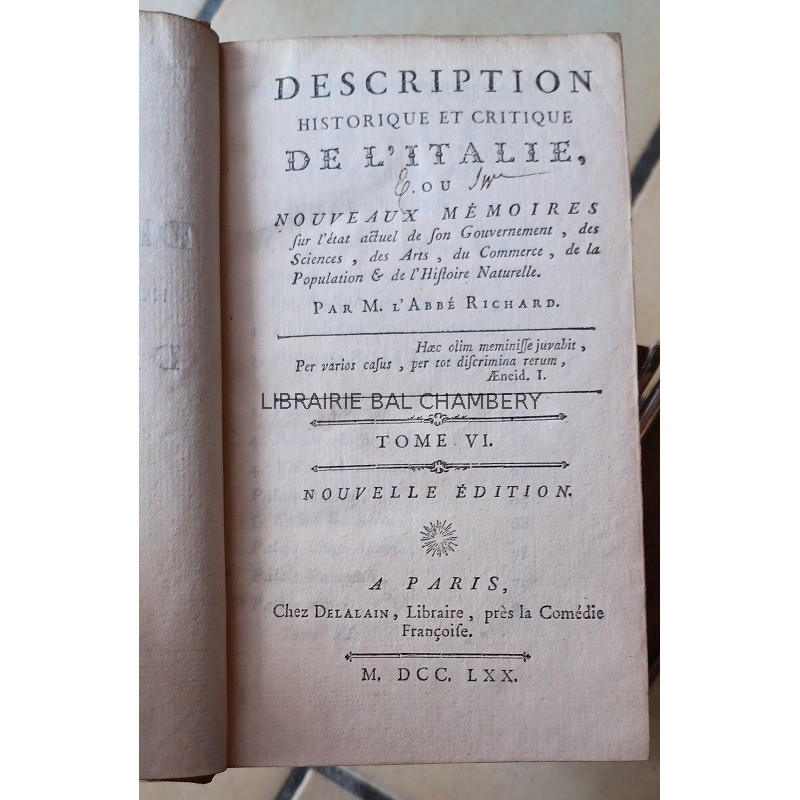 DESCRIPTION
HISTORIQUE ET CRITIQUE
DE L'ITALIE,
OU
NOUVEAUX MÉMOIRES
ſur l'état actuel de ſon Gouvernement, des
Sciences, des Arts, du Commerce, de la
Population & de l'Hiſtoire Naturelle.
PAR M. L'ABBÉ RICHARD.
Hæc olim meminiſſe juvabit,
Per varios caſus, per tot diſcrimina rerum,
Æneid. I.
LIBRAIRIE BAL CHAMBERY
TOME VI.
NOUVELLE ÉDITION.
A PARIS,
Chez DELALAIN, Libraire, près la Comédie
Françoiſe.
M. DCC. LXX.